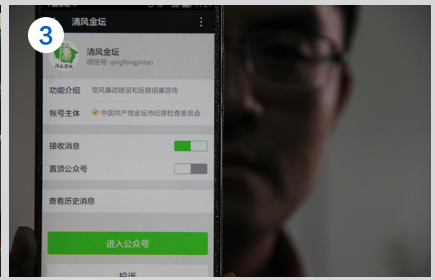 3
清风金坛
清风金坛
微信号: qingfengjintan
功能介绍 党风廉政建设和反腐倡廉宣传
帐号主体 中国共产党金坛市纪律检查委员会
接收消息
置顶公众号
查看历史消息
进入公众号
投诉